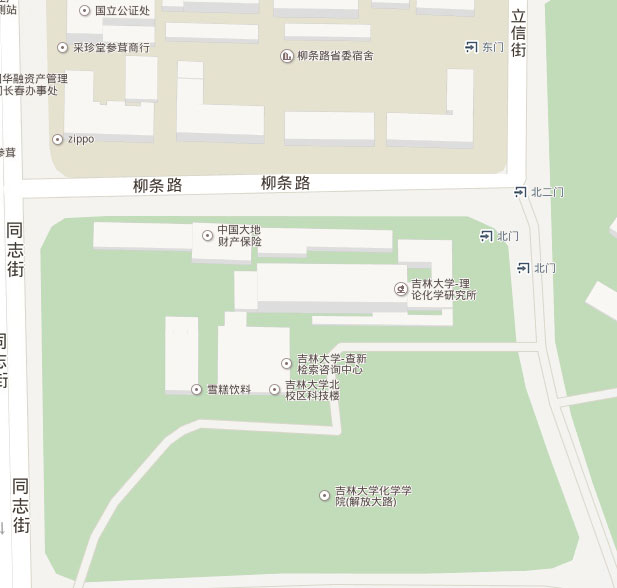 国立公证处
测站
立信街
采珍堂参茸商行
东门
柳条路省委宿舍
华融资产管理
司长春办事处
zippo
参茸
柳条路
柳条路
北二门
同志街
中国大地
财产保险
北门
北门
吉林大学-理
论化学研究所
同志街
吉林大学-查新
检索咨询中心
雪糕饮料
吉林大学北
校区科技楼
同志街
吉林大学化学学
院(解放大路)